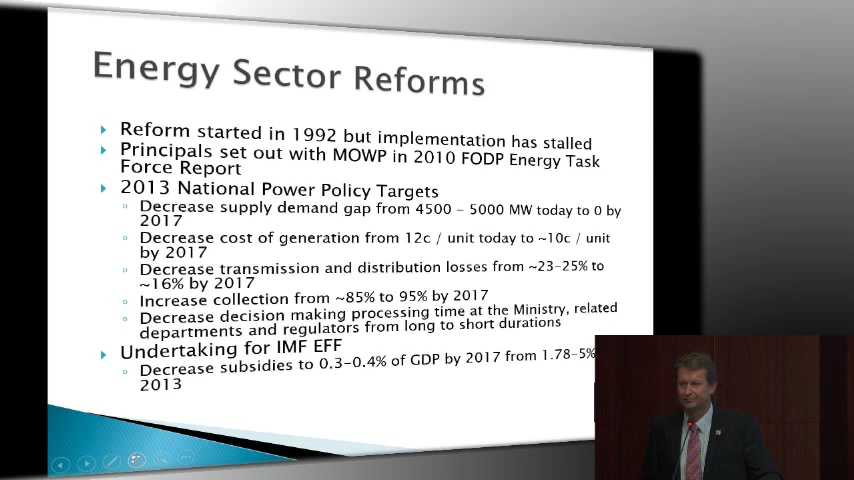 Energy Sector Reforms
Reform started in 1992 but implementation has stalled
Principals set out with MOWP in 2010 FODP Energy Task
Force Report
2013 National Power Policy Targets
Decrease supply demand gap from 4500 – 5000 MW today to 0 by
2017
Decrease cost of generation from 12c / unit today to ~10c / unit
by 2017
Decrease transmission and distribution losses from ~23-25% to
~16% by 2017
Increase collection from ~85% to 95% by 2017
Decrease decision making processing time at the Ministry, related
departments and regulators from long to short durations
Undertaking for IMF EFF
Decrease subsidies to 0.3-0.4% of GDP by 2017 from 1.78-5%
2013